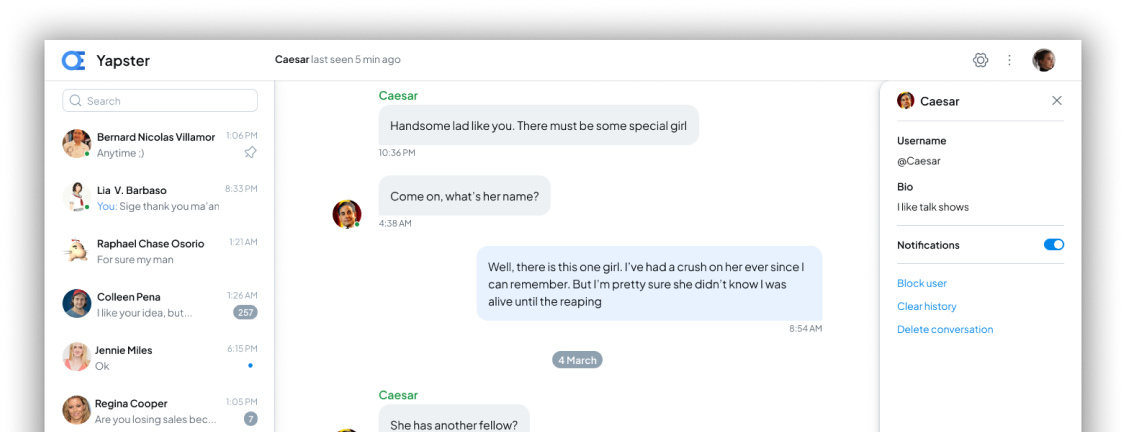 Yapster
Caesar last seen 5 min ago
Search
Bernard Nicolas Villamor 1:06 PM
Anytime ;)
Lia V. Barbaso 8:33 PM
You: Sige thank you ma'an
Raphael Chase Osorio 1:21 AM
For sure my man
Colleen Pena 1:26 AM
I like your idea, but... 257
Jennie Miles 6:15 PM
Ok
Regina Cooper 1:05 PM
Are you losing sales bec... 7
Caesar
Handsome lad like you. There must be some special girl
10:36 PM
Come on, what's her name?
4:38 AM
Well, there is this one girl. I've had a crush on her ever since I
can remember. But I'm pretty sure she didn't know I was
alive until the reaping
8:54 AM
4 March
Caesar
She has another fellow?
Caesar
Username
@Caesar
Bio
I like talk shows
Notifications
Block user
Clear history
Delete conversation